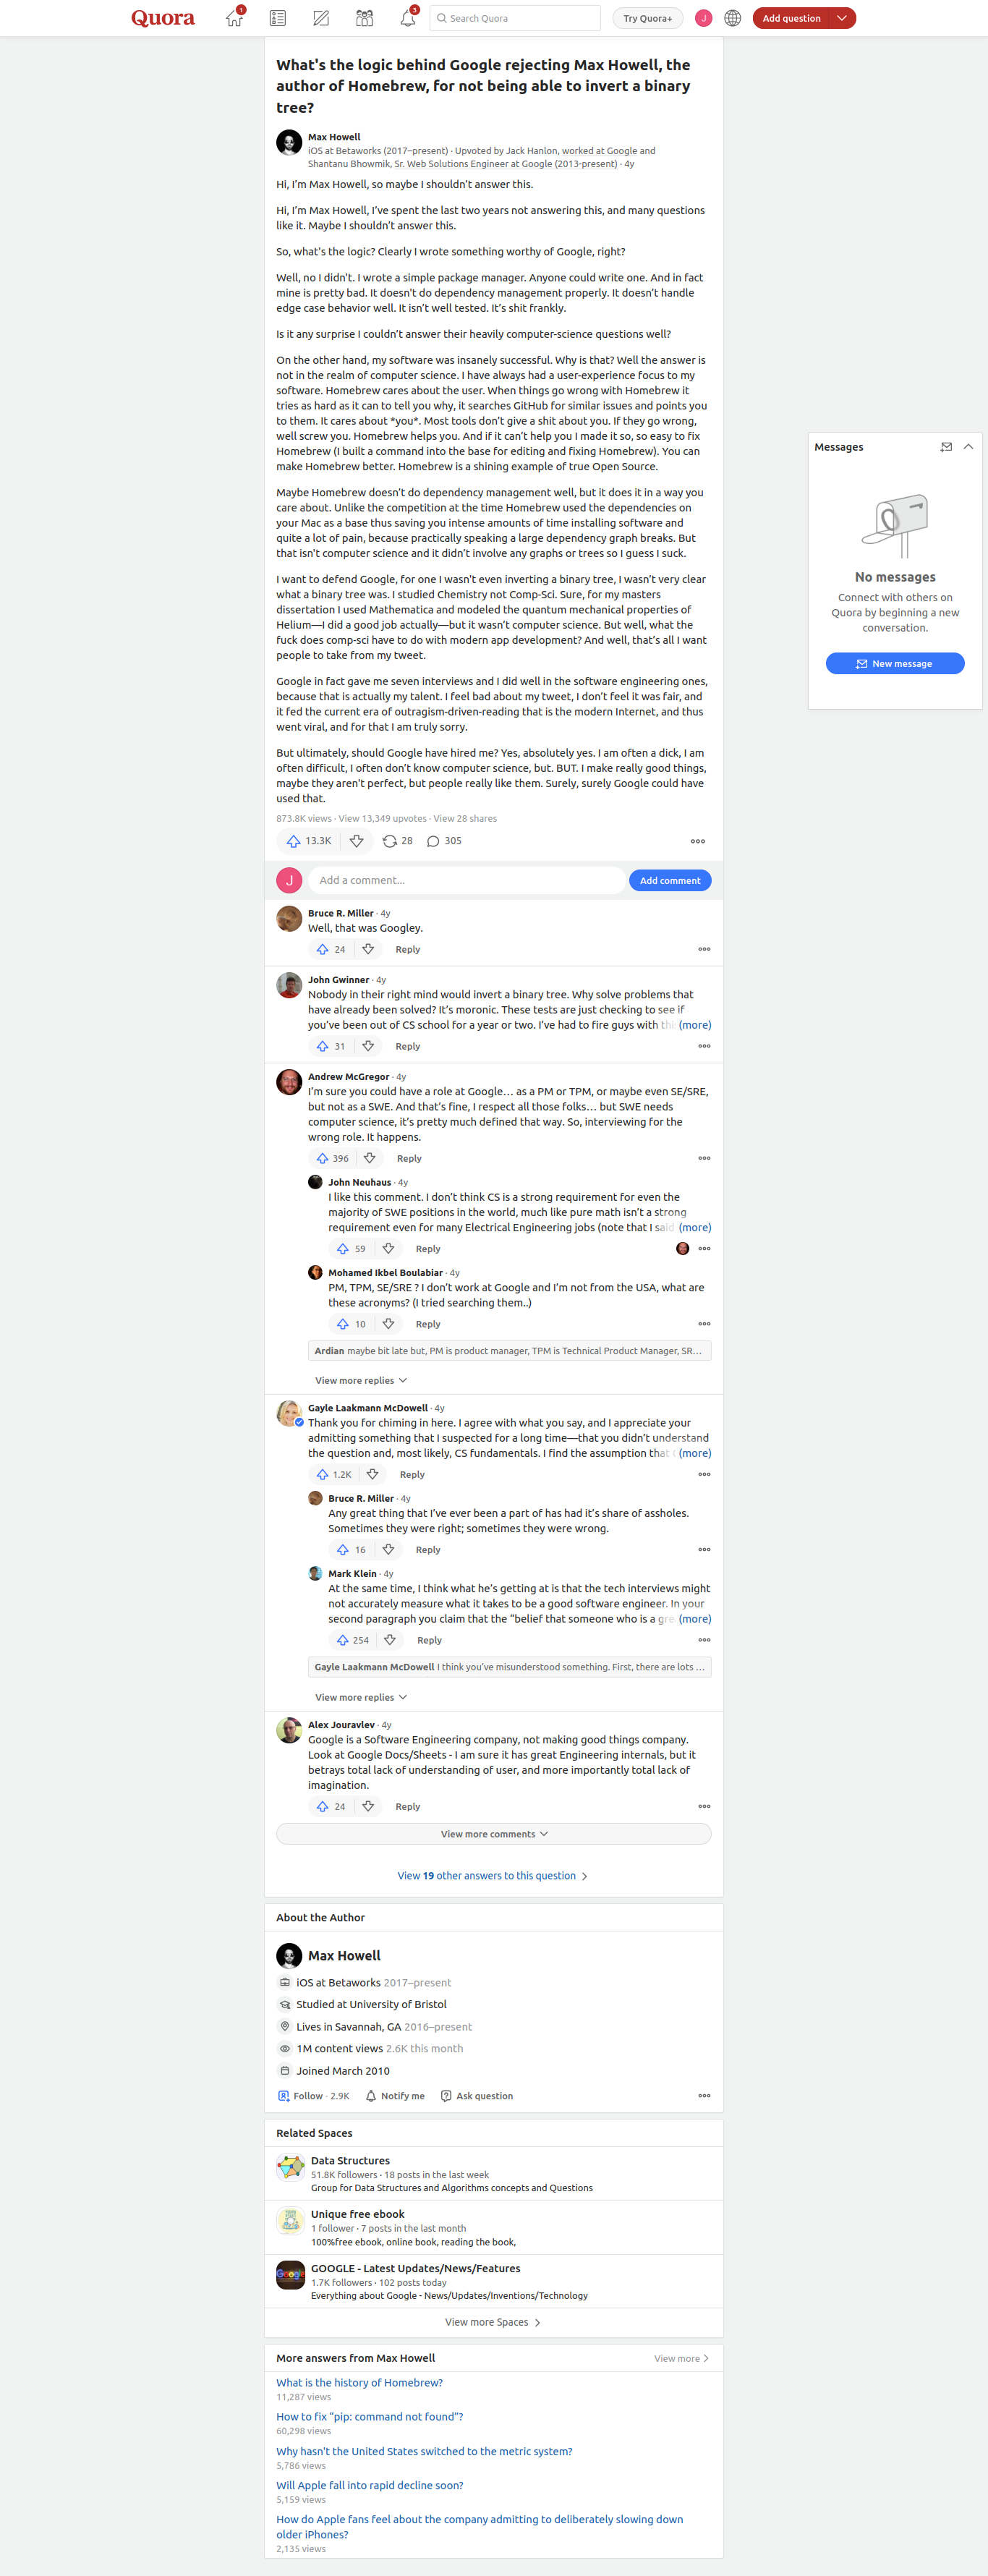 Quora
1
3
Search Quora
Try Quora+
J
Add question
What's the logic behind Google rejecting Max Howell, the
author of Homebrew, for not being able to invert a binary
tree?
Max Howell
iOS at Betaworks (2017–present) · Upvoted by Jack Hanlon, worked at Google and
Shantanu Bhowmik, Sr. Web Solutions Engineer at Google (2013-present) · 4y
Hi, I’m Max Howell, so maybe I shouldn’t answer this.
Hi, I’m Max Howell, I’ve spent the last two years not answering this, and many questions
like it. Maybe I shouldn’t answer this.
So, what's the logic? Clearly I wrote something worthy of Google, right?
Well, no I didn't. I wrote a simple package manager. Anyone could write one. And in fact
mine is pretty bad. It doesn't do dependency management properly. It doesn’t handle
edge case behavior well. It isn’t well tested. It’s shit frankly.
Is it any surprise I couldn’t answer their heavily computer-science questions well?
On the other hand, my software was insanely successful. Why is that? Well the answer is
not in the realm of computer science. I have always had a user-experience focus to my
software. Homebrew cares about the user. When things go wrong with Homebrew it
tries as hard as it can to tell you why, it searches GitHub for similar issues and points you
to them. It cares about *you*. Most tools don’t give a shit about you. If they go wrong,
well screw you. Homebrew helps you. And if it can’t help you I made it so, so easy to fix
Homebrew (I built a command into the base for editing and fixing Homebrew). You can
make Homebrew better. Homebrew is a shining example of true Open Source.
Maybe Homebrew doesn’t do dependency management well, but it does it in a way you
care about. Unlike the competition at the time Homebrew used the dependencies on
your Mac as a base thus saving you intense amounts of time installing software and
quite a lot of pain, because practically speaking a large dependency graph breaks. But
that isn't computer science and it didn’t involve any graphs or trees so I guess I suck.
I want to defend Google, for one I wasn't even inverting a binary tree, I wasn’t very clear
what a binary tree was. I studied Chemistry not Comp-Sci. Sure, for my masters
dissertation I used Mathematica and modeled the quantum mechanical properties of
Helium—I did a good job actually—but it wasn’t computer science. But well, what the
fuck does comp-sci have to do with modern app development? And well, that’s all I want
people to take from my tweet.
Google in fact gave me seven interviews and I did well in the software engineering ones,
because that is actually my talent. I feel bad about my tweet, I don’t feel it was fair, and
it fed the current era of outragism-driven-reading that is the modern Internet, and thus
went viral, and for that I am truly sorry.
But ultimately, should Google have hired me? Yes, absolutely yes. I am often a dick, I am
often difficult, I often don’t know computer science, but. BUT. I make really good things,
maybe they aren't perfect, but people really like them. Surely, surely Google could have
used that.
873.8K views · View 13,349 upvotes · View 28 shares
13.3K
28
305
J
Add a comment...
Add comment
Bruce R. Miller · 4y
Well, that was Googley.
24
Reply
John Gwinner · 4y
Nobody in their right mind would invert a binary tree. Why solve problems that
have already been solved? It’s moronic. These tests are just checking to see if
you’ve been out of CS school for a year or two. I’ve had to fire guys with thi (more)
31
Reply
Andrew McGregor · 4y
I’m sure you could have a role at Google… as a PM or TPM, or maybe even SE/SRE,
but not as a SWE. And that’s fine, I respect all those folks… but SWE needs
computer science, it’s pretty much defined that way. So, interviewing for the
wrong role. It happens.
396
Reply
John Neuhaus · 4y
I like this comment. I don’t think CS is a strong requirement for even the
majority of SWE positions in the world, much like pure math isn’t a strong
requirement even for many Electrical Engineering jobs (note that I said (more)
59
Reply
Mohamed Ikbel Boulabiar · 4y
PM, TPM, SE/SRE ? I don’t work at Google and I’m not from the USA, what are
these acronyms? (I tried searching them..)
10
Reply
Ardian maybe bit late but, PM is product manager, TPM is Technical Product Manager, SR…
View more replies
Gayle Laakmann McDowell · 4y
Thank you for chiming in here. I agree with what you say, and I appreciate your
admitting something that I suspected for a long time—that you didn’t understand
the question and, most likely, CS fundamentals. I find the assumption that (more)
1.2K
Reply
Bruce R. Miller · 4y
Any great thing that I’ve ever been a part of has had it’s share of assholes.
Sometimes they were right; sometimes they were wrong.
16
Reply
Mark Klein · 4y
At the same time, I think what he’s getting at is that the tech interviews might
not accurately measure what it takes to be a good software engineer. In your
second paragraph you claim that the “belief that someone who is a gre (more)
254
Reply
Gayle Laakmann McDowell I think you’ve misunderstood something. First, there are lots …
View more replies
Alex Jouravlev · 4y
Google is a Software Engineering company, not making good things company.
Look at Google Docs/Sheets - I am sure it has great Engineering internals, but it
betrays total lack of understanding of user, and more importantly total lack of
imagination.
24
Reply
View more comments
View 19 other answers to this question
About the Author
Max Howell
iOS at Betaworks 2017–present
Studied at University of Bristol
Lives in Savannah, GA 2016–present
1M content views 2.6K this month
Joined March 2010
Follow · 2.9K
Notify me
Ask question
Related Spaces
Data Structures
51.8K followers · 18 posts in the last week
Group for Data Structures and Algorithms concepts and Questions
Unique free ebook
1 follower · 7 posts in the last month
100%free ebook, online book, reading the book,
Google
GOOGLE - Latest Updates/News/Features
1.7K followers · 102 posts today
Everything about Google - News/Updates/Inventions/Technology
View more Spaces
More answers from Max Howell
View more
What is the history of Homebrew?
11,287 views
How to fix "pip: command not found"?
60,298 views
Why hasn't the United States switched to the metric system?
5,786 views
Will Apple fall into rapid decline soon?
5,159 views
How do Apple fans feel about the company admitting to deliberately slowing down
older iPhones?
2,135 views
Messages
No messages
Connect with others on
Quora by beginning a new
conversation.
New message